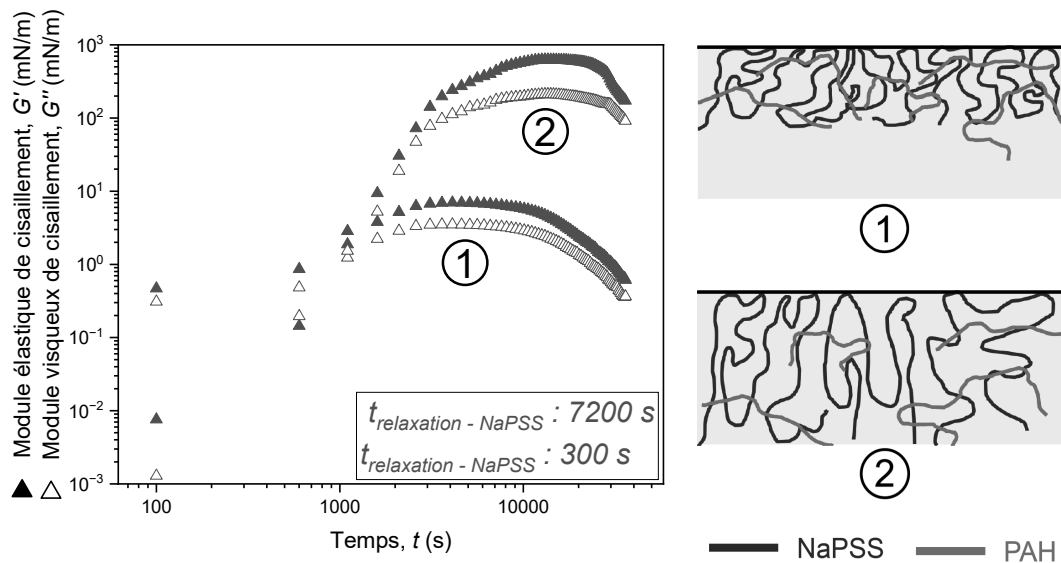 ▲ Module élastique de cisaillement, G' (mN/m)
△ Module visqueux de cisaillement, G'' (mN/m)
10³
10²
10¹
10⁰
10⁻¹
10⁻²
10⁻³
100
1000
10000
Temps, t (s)
②
①
t_relaxation - NaPSS : 7200 s
t_relaxation - NaPSS : 300 s
①
②
NaPSS
PAH